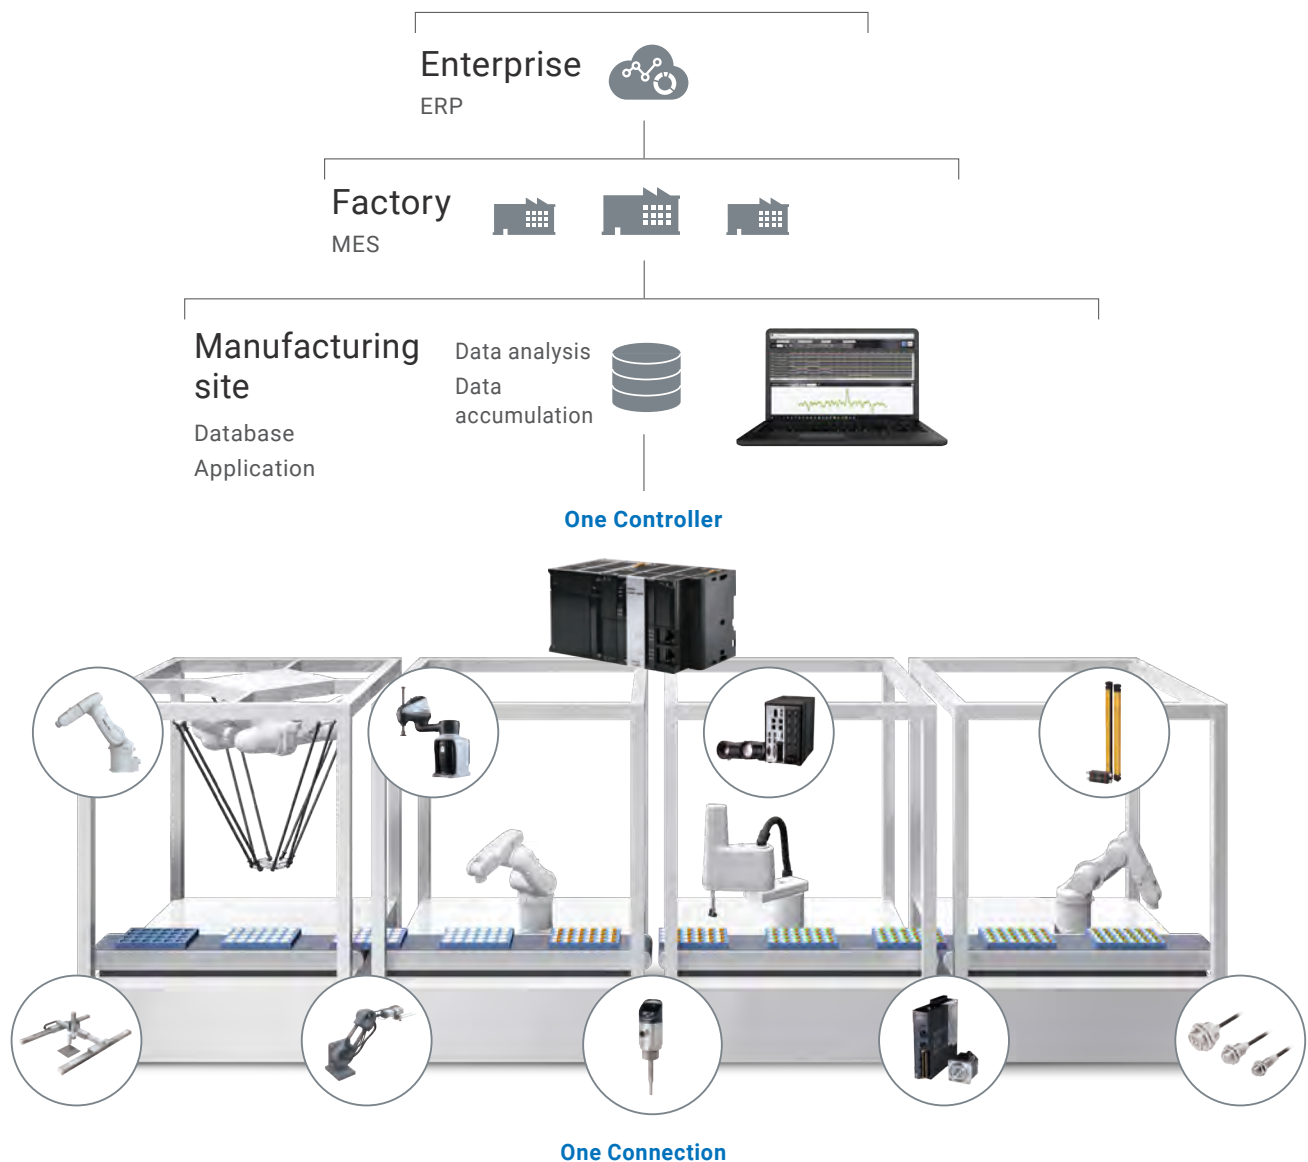 Enterprise
ERP
Factory
MES
Manufacturing
site
Database
Application
Data analysis
Data
accumulation
One Controller
One Connection